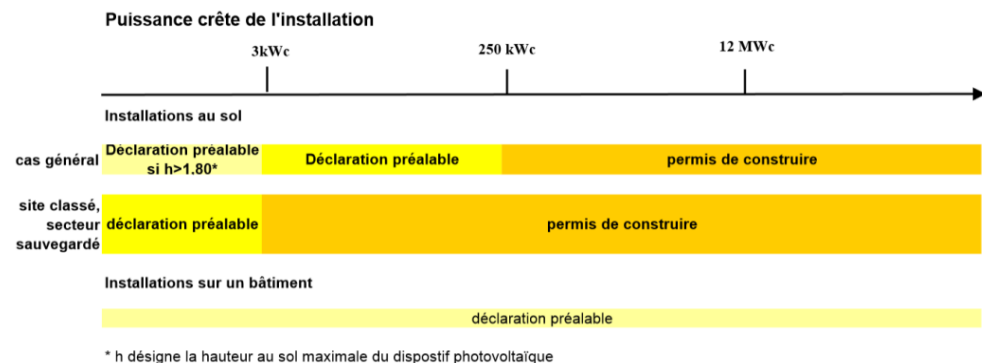 Puissance crête de l'installation
3kWc
250 kWc
12 MWc
Installations au sol
cas général
Déclaration préalable
si h>1.80*
Déclaration préalable
permis de construire
site classé,
secteur
sauvegardé
déclaration préalable
permis de construire
Installations sur un bâtiment
déclaration préalable
* h désigne la hauteur au sol maximale du dispostif photovoltaïque